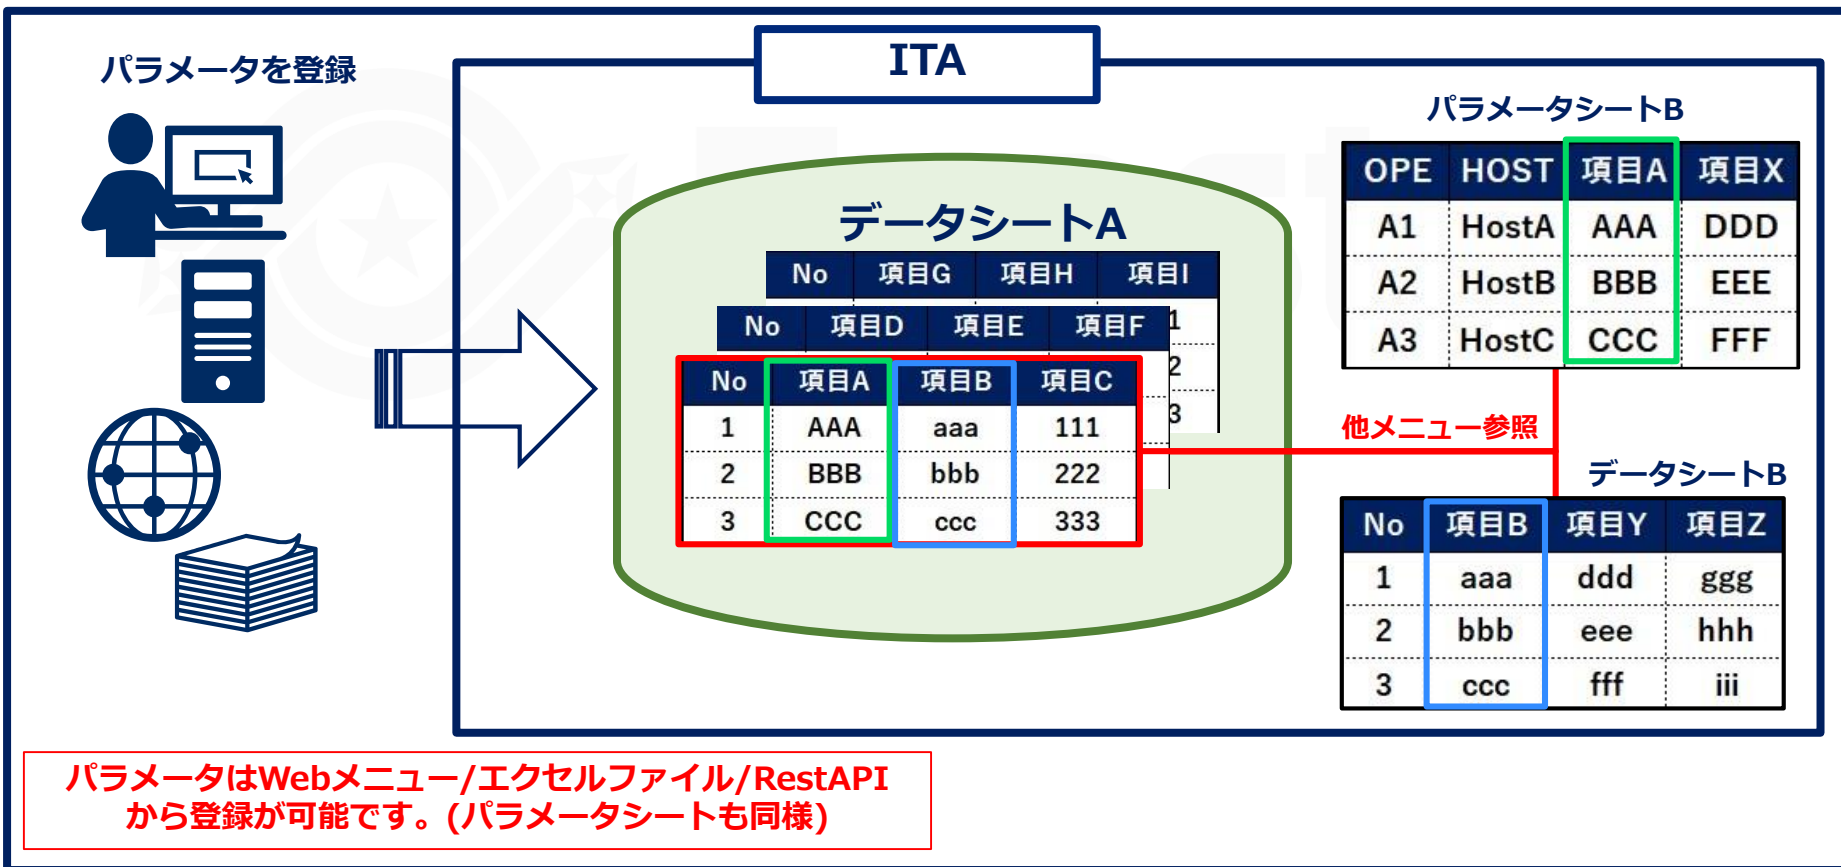 パラメータを登録
ITA
パラメータシートB
OPE HOST 項目A 項目X
A1 HostA AAA DDD
A2 HostB BBB EEE
A3 HostC CCC FFF
データシートA
No 項目G 項目H 項目I
1
2
3
No 項目D 項目E 項目F
No 項目A 項目B 項目C
1 AAA aaa 111
2 BBB bbb 222
3 CCC ccc 333
他メニュー参照
データシートB
No 項目B 項目Y 項目Z
1 aaa ddd ggg
2 bbb eee hhh
3 ccc fff iii
パラメータはWebメニュー/エクセルファイル/RestAPI
から登録が可能です。(パラメータシートも同様)